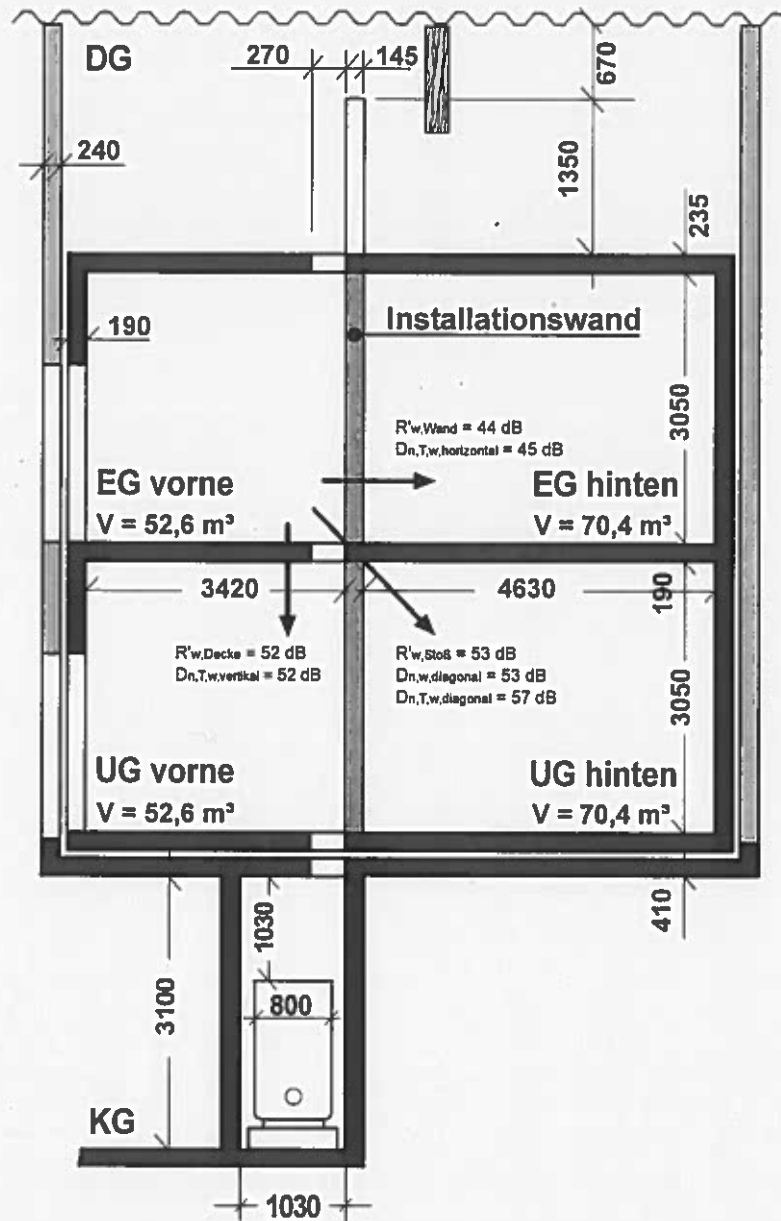 DG
270
145
670
240
1350
235
Installationswand
190
3050
R'w,Wand = 44 dB
Dn,T,w,horizontal = 45 dB
EG vorne
V = 52,6 m³
EG hinten
V = 70,4 m³
3420
4630
190
R'w,Decke = 52 dB
Dn,T,w,vertikal = 52 dB
R'w,Stoß = 53 dB
Dn,w,diagonal = 53 dB
Dn,T,w,diagonal = 57 dB
3050
UG vorne
V = 52,6 m³
UG hinten
V = 70,4 m³
410
1030
3100
800
KG
1030